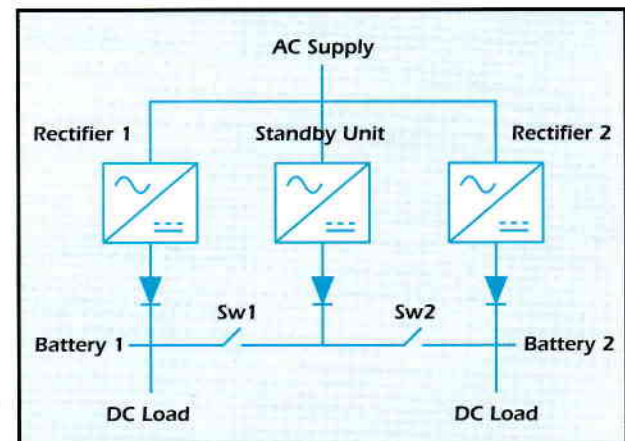 AC Supply
Rectifier 1
Standby Unit
Rectifier 2
Sw1
Sw2
Battery 1
Battery 2
DC Load
DC Load